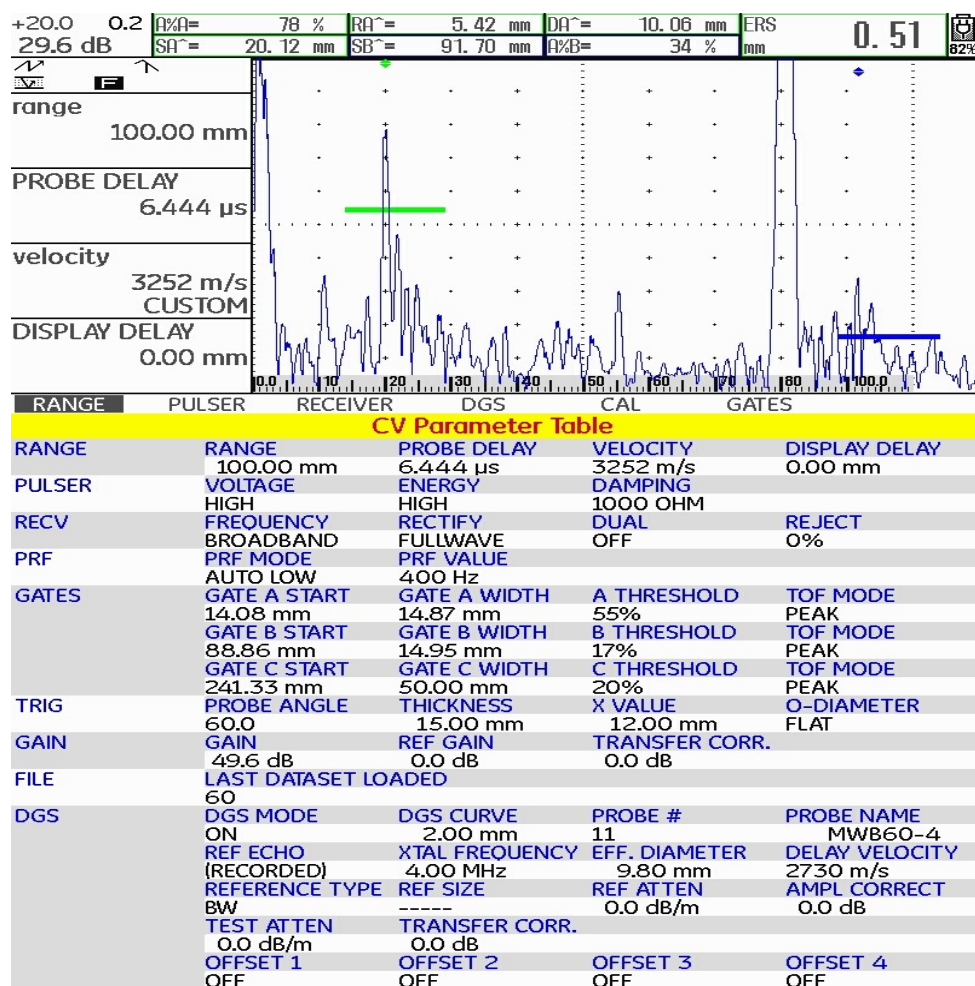 +20.0 0.2 A%A= 78 % RA^= 5.42 mm DA^= 10.06 mm ERS
29.6 dB SA^= 20.12 mm SB^= 91.70 mm A%B= 34 % mm 0.51 82%
F
range
100.00 mm
PROBE DELAY
6.444 µs
velocity
3252 m/s
CUSTOM
DISPLAY DELAY
0.00 mm
0.0 10 20 30 40 50 60 70 80 100.0
RANGE PULSER RECEIVER DGS CAL GATES
CV Parameter Table
RANGE RANGE PROBE DELAY VELOCITY DISPLAY DELAY
100.00 mm 6.444 µs 3252 m/s 0.00 mm
PULSER VOLTAGE ENERGY DAMPING
HIGH HIGH 1000 OHM
RECV FREQUENCY RECTIFY DUAL REJECT
BROADBAND FULLWAVE OFF 0%
PRF PRF MODE PRF VALUE
AUTO LOW 400 Hz
GATES GATE A START GATE A WIDTH A THRESHOLD TOF MODE
14.08 mm 14.87 mm 55% PEAK
GATE B START GATE B WIDTH B THRESHOLD TOF MODE
88.86 mm 14.95 mm 17% PEAK
GATE C START GATE C WIDTH C THRESHOLD TOF MODE
241.33 mm 50.00 mm 20% PEAK
TRIG PROBE ANGLE THICKNESS X VALUE O-DIAMETER
60.0 15.00 mm 12.00 mm FLAT
GAIN GAIN REF GAIN TRANSFER CORR.
49.6 dB 0.0 dB 0.0 dB
FILE LAST DATASET LOADED
60
DGS DGS MODE DGS CURVE PROBE # PROBE NAME
ON 2.00 mm 11 MWB60-4
REF ECHO XTAL FREQUENCY EFF. DIAMETER DELAY VELOCITY
(RECORDED) 4.00 MHz 9.80 mm 2730 m/s
REFERENCE TYPE REF SIZE REF ATTEN AMPL CORRECT
BW ----- 0.0 dB/m 0.0 dB
TEST ATTEN TRANSFER CORR.
0.0 dB/m 0.0 dB
OFFSET 1 OFFSET 2 OFFSET 3 OFFSET 4
OFF OFF OFF OFF